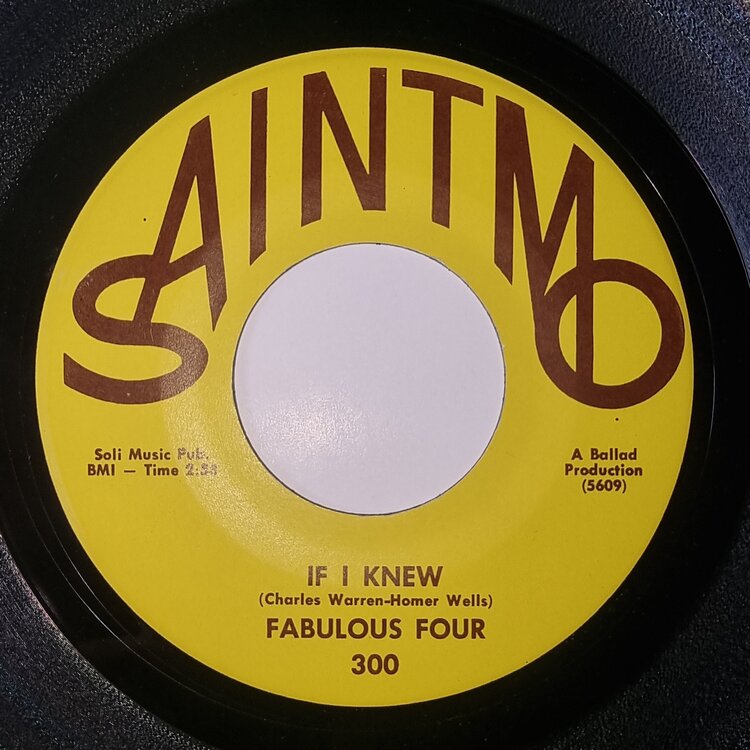 SAINTMO
Soli Music Pub.
BMI — Time 2:58
A Ballad
Production
(5609)
IF I KNEW
(Charles Warren-Homer Wells)
FABULOUS FOUR
300